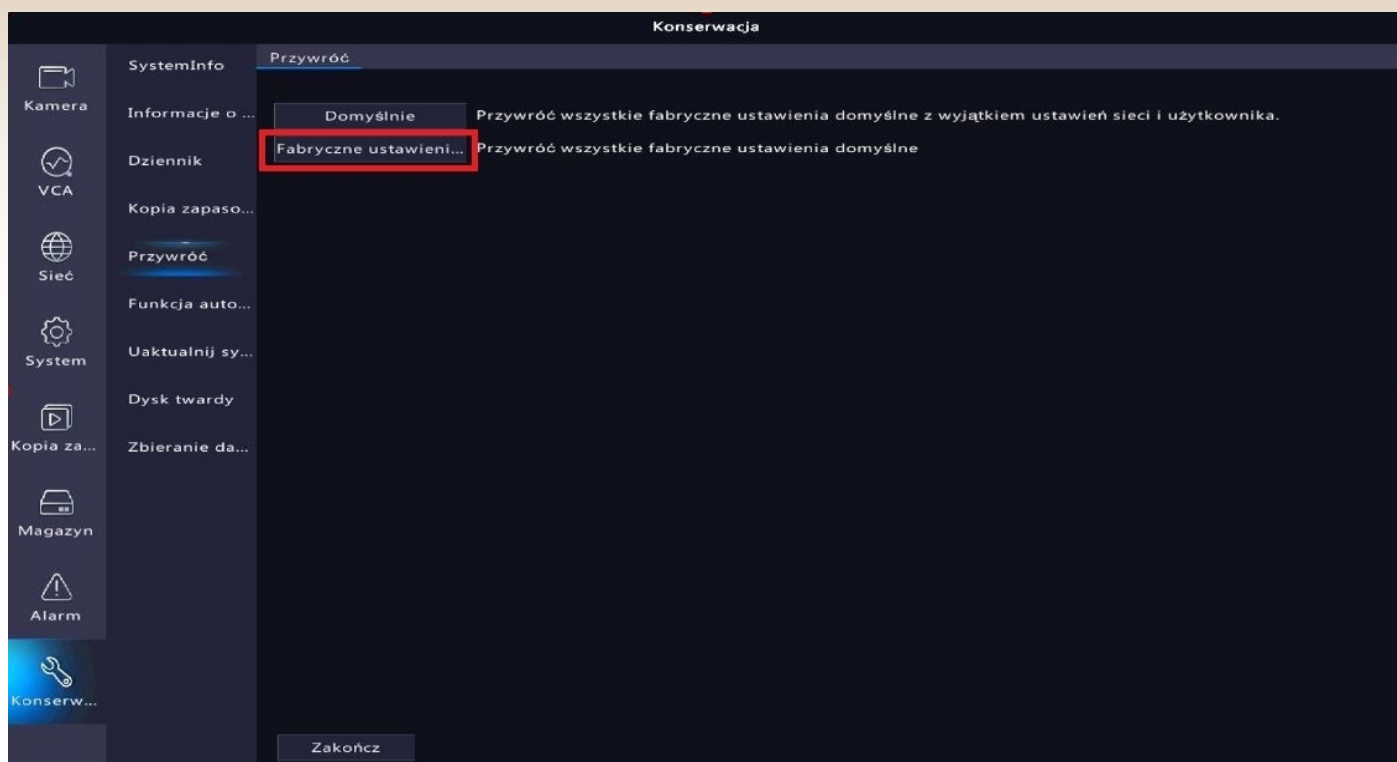 Konserwacja
Kamera
VCA
Sieć
System
Kopia za...
Magazyn
Alarm
Konserw...
SystemInfo
Informacje o ...
Dziennik
Kopia zapaso...
Przywróć
Funkcja auto...
Uaktualnij sy...
Dysk twardy
Zbieranie da...
Przywróć
Domyślnie Przywróć wszystkie fabryczne ustawienia domyślne z wyjątkiem ustawień sieci i użytkownika.
Fabryczne ustawieni... Przywróć wszystkie fabryczne ustawienia domyślne
Zakończ